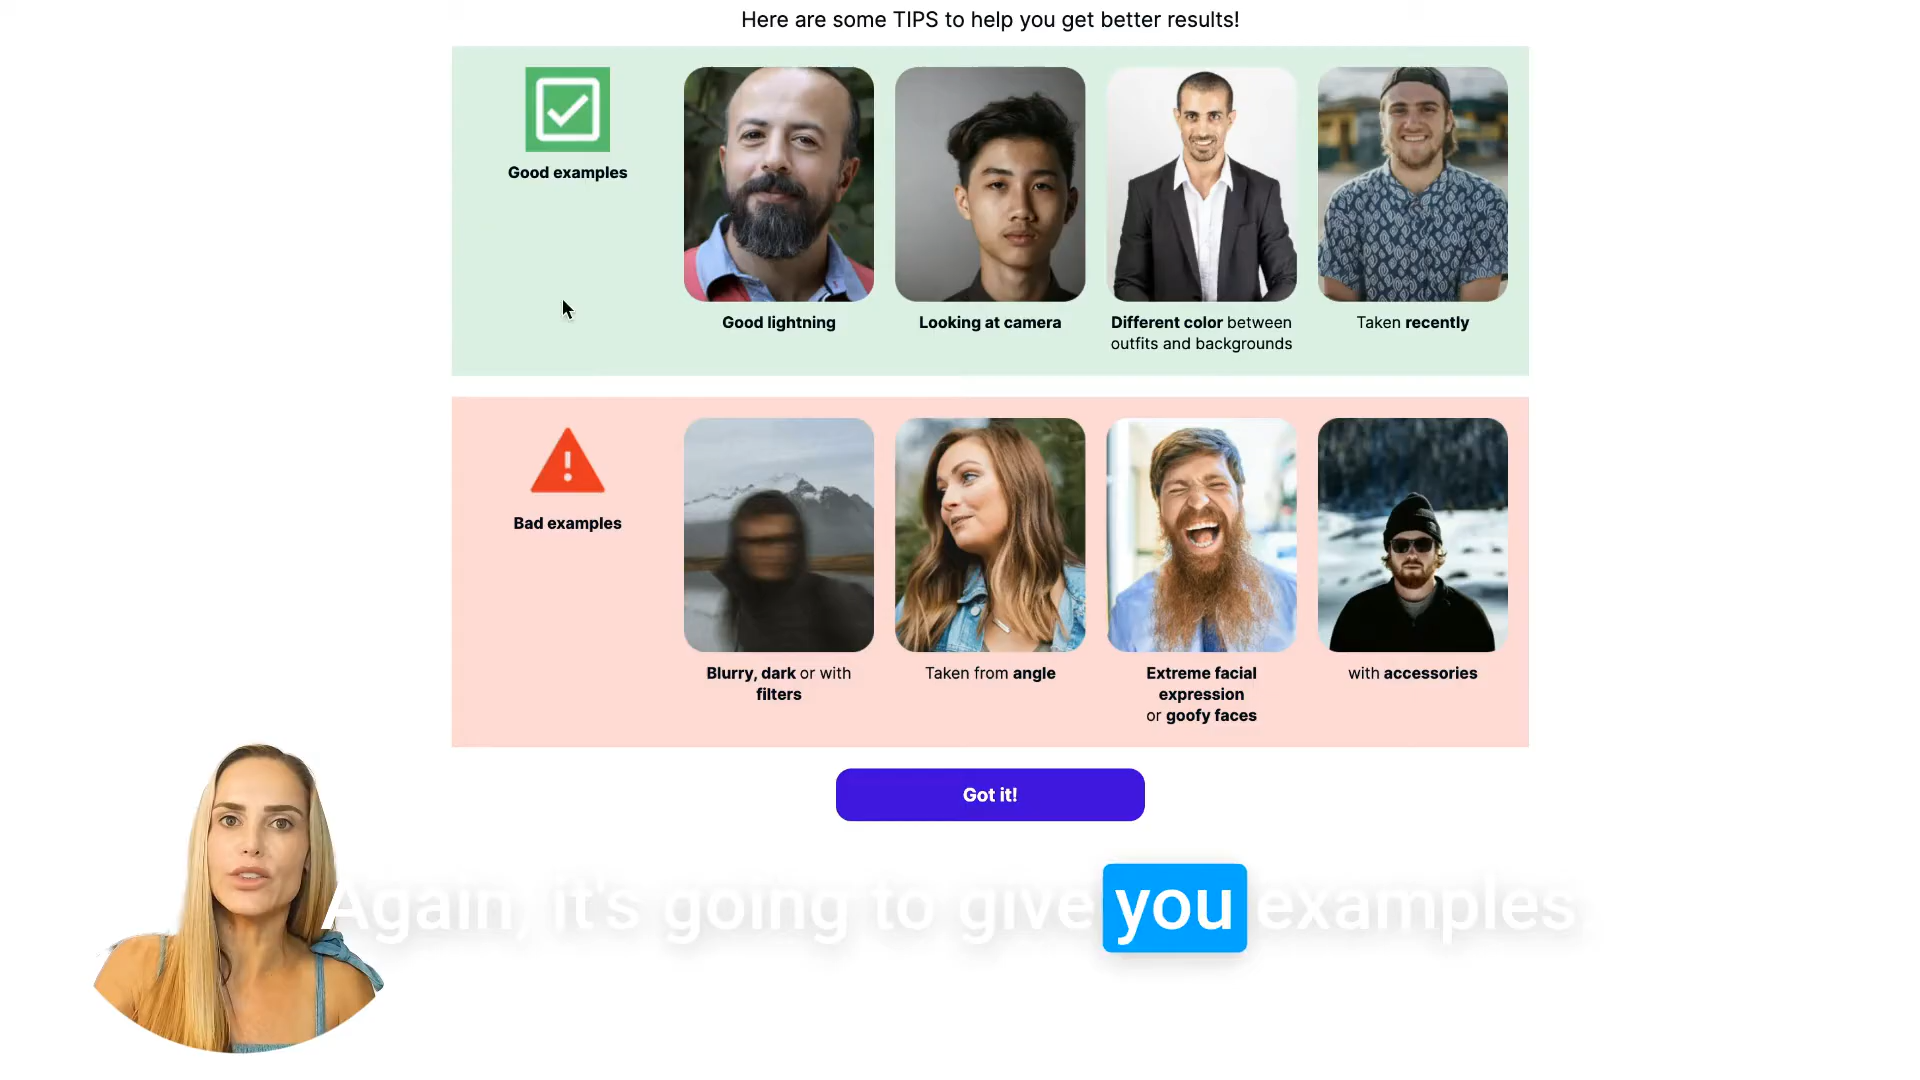 Here are some TIPS to help you get better results!
Good examples
Good lightning
Looking at camera
Different color between
outfits and backgrounds
Taken recently
Bad examples
Blurry, dark or with
filters
Taken from angle
Extreme facial
expression
or goofy faces
with accessories
Got it!
Again, it's going to give you examples.